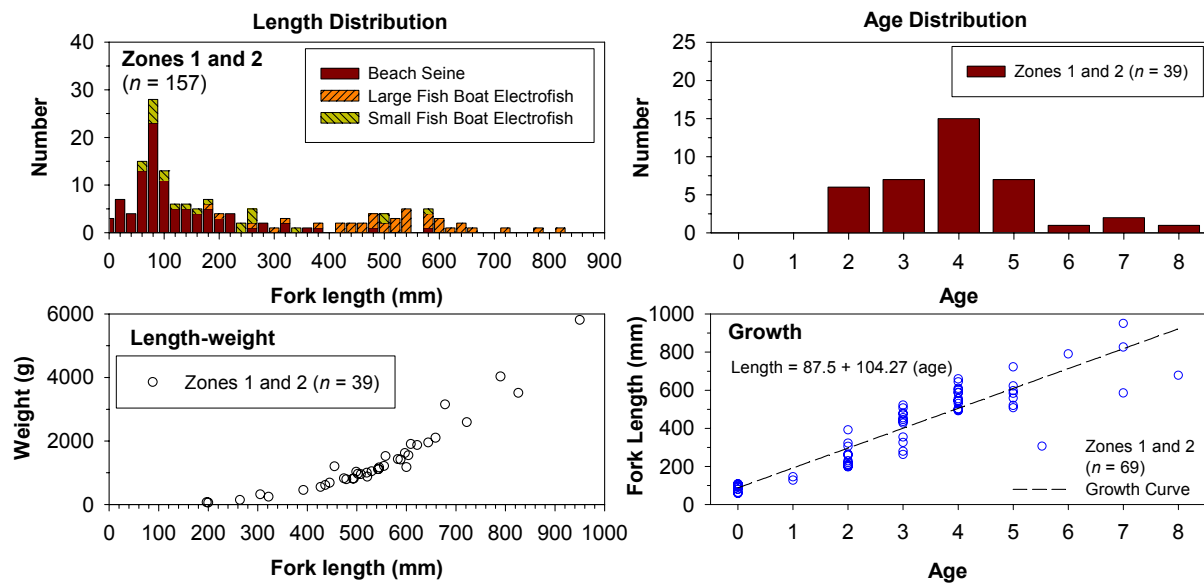 Length Distribution
Zones 1 and 2
(n = 157)
Beach Seine
Large Fish Boat Electrofish
Small Fish Boat Electrofish
Number
40
30
20
10
0
0 100 200 300 400 500 600 700 800 900
Fork length (mm)
Age Distribution
Zones 1 and 2 (n = 39)
Number
25
20
15
10
5
0
0 1 2 3 4 5 6 7 8
Age
Length-weight
Zones 1 and 2 (n = 39)
Weight (g)
6000
4000
2000
0
0 100 200 300 400 500 600 700 800 900 1000
Fork length (mm)
Growth
Length = 87.5 + 104.27 (age)
Zones 1 and 2
(n = 69)
Growth Curve
Fork Length (mm)
1000
800
600
400
200
0
0 1 2 3 4 5 6 7 8
Age